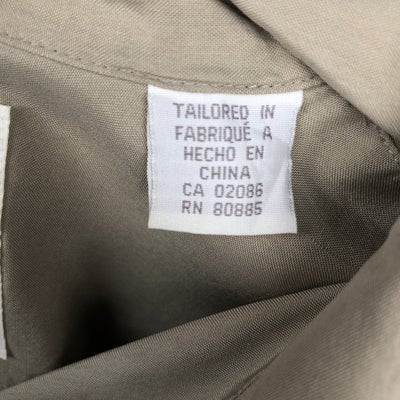 TAILORED IN
FABRIQUÉ A
HECHO EN
CHINA
CA 02086
RN 80885